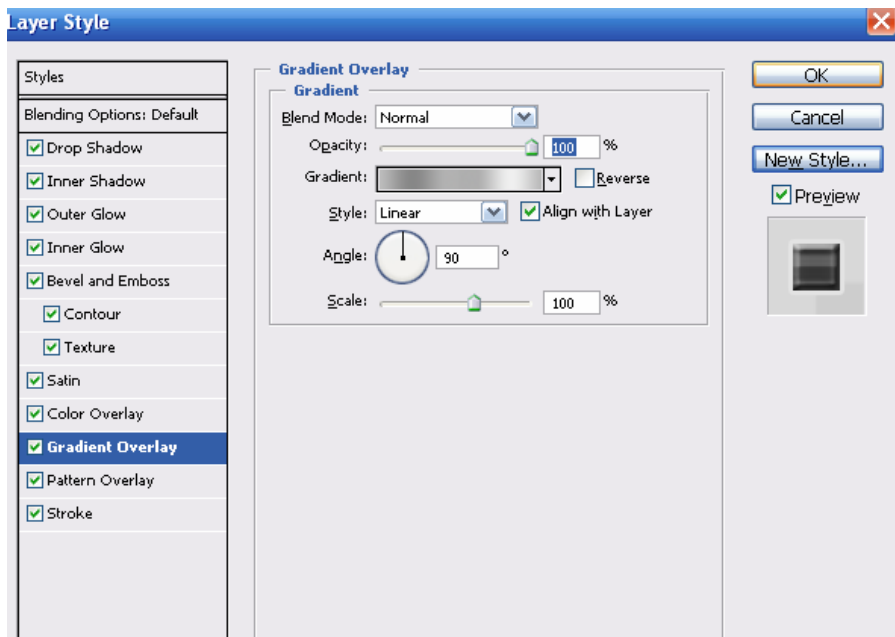 Layer Style
Styles
Blending Options: Default
Drop Shadow
Inner Shadow
Outer Glow
Inner Glow
Bevel and Emboss
Contour
Texture
Satin
Color Overlay
Gradient Overlay
Pattern Overlay
Stroke
Gradient Overlay
Gradient
Blend Mode: Normal
Opacity: 100 %
Gradient: Reverse
Style: Linear Align with Layer
Angle: 90 °
Scale: 100 %
OK
Cancel
New Style...
Preview